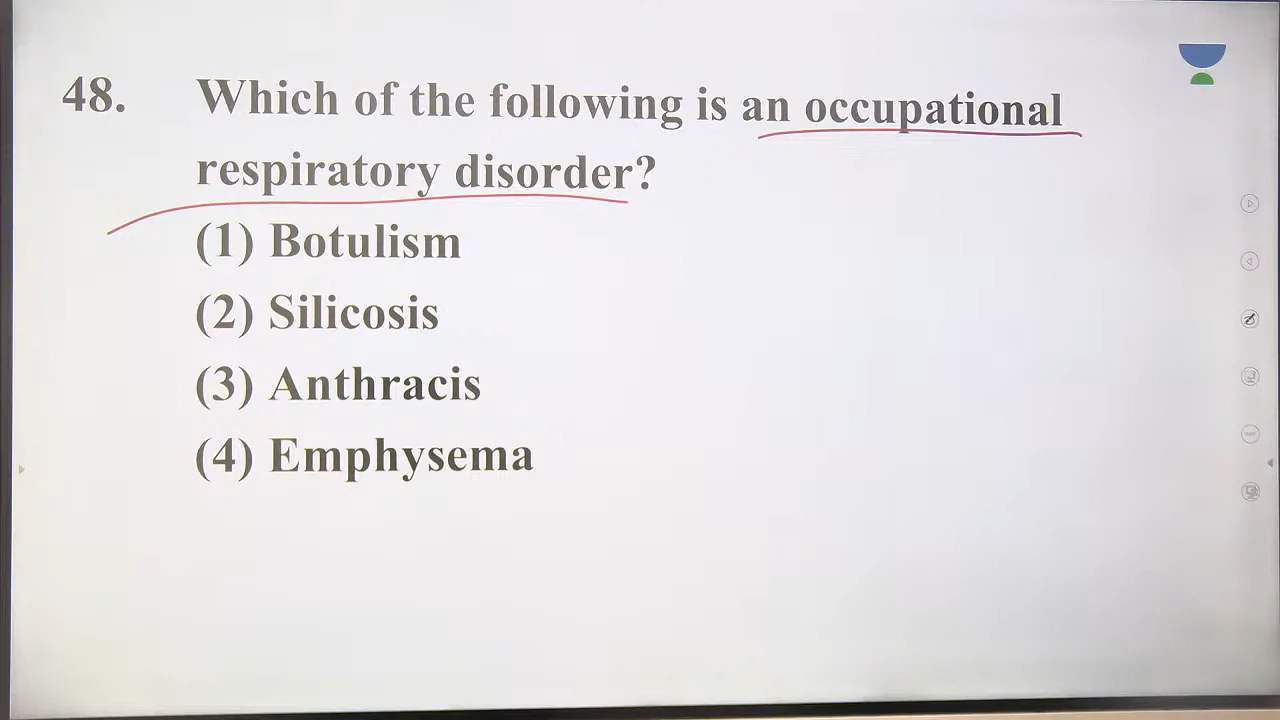 48. Which of the following is an occupational
respiratory disorder?
(1) Botulism
(2) Silicosis
(3) Anthracis
(4) Emphysema